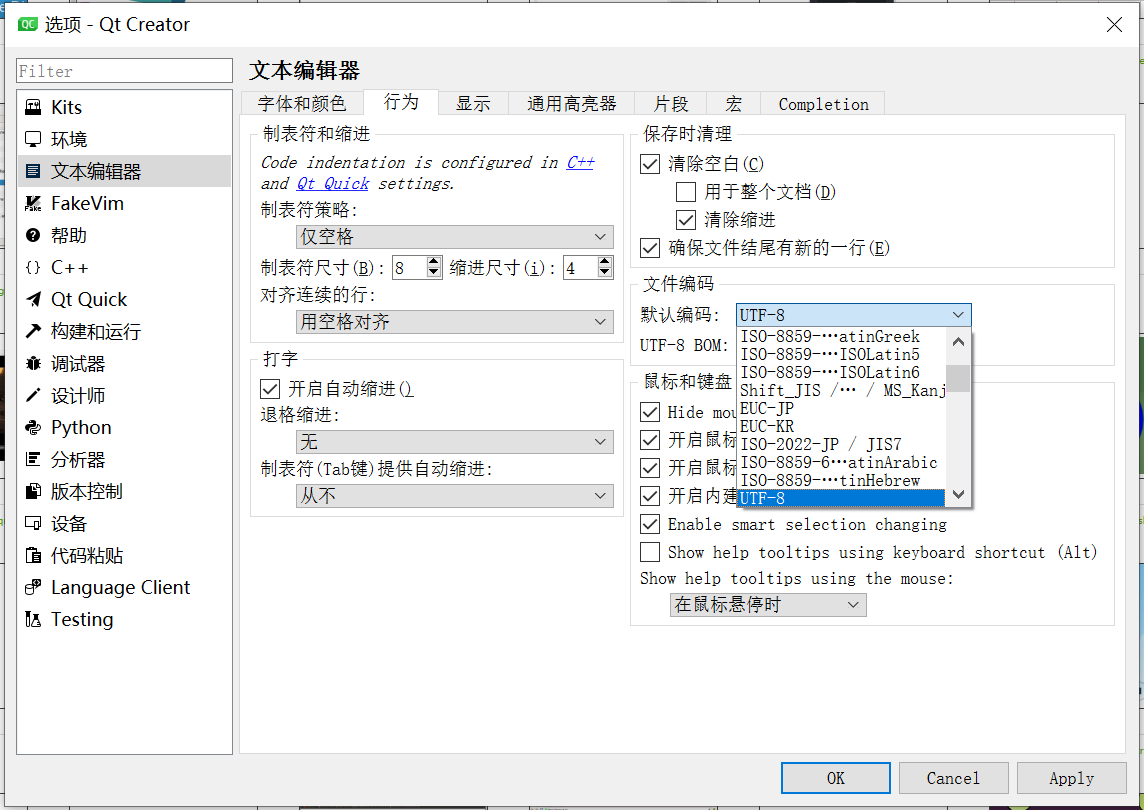 选项 - Qt Creator
Filter
Kits
环境
文本编辑器
FakeVim
帮助
C++
Qt Quick
构建和运行
调试器
设计师
Python
分析器
版本控制
设备
代码粘贴
Language Client
Testing
文本编辑器
字体和颜色 行为 显示 通用高亮器 片段 宏 Completion
制表符和缩进
Code indentation is configured in C++
and Qt Quick settings.
制表符策略:
仅空格
制表符尺寸(B): 8 缩进尺寸(i): 4
对齐连续的行:
用空格对齐
打字
开启自动缩进()
退格缩进:
无
制表符(Tab键)提供自动缩进:
从不
保存时清理
清除空白(C)
用于整个文档(D)
清除缩进
确保文件结尾有新的一行(E)
文件编码
默认编码: UTF-8
UTF-8 BOM:
ISO-8859-…atinGreek
ISO-8859-…ISOLatin5
ISO-8859-…ISOLatin6
Shift_JIS /… / MS_Kanj
EUC-JP
EUC-KR
ISO-2022-JP / JIS7
ISO-8859-6…atinArabic
ISO-8859-…tinHebrew
UTF-8
鼠标和键盘
Hide mou
开启鼠标
开启鼠标
开启内建
Enable smart selection changing
Show help tooltips using keyboard shortcut (Alt)
Show help tooltips using the mouse:
在鼠标悬停时
OK Cancel Apply